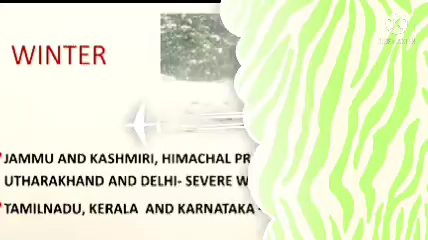 WINTER
JAMMU AND KASHMIRI, HIMACHAL PR
UTHARAKHAND AND DELHI- SEVERE W
TAMILNADU, KERALA AND KARNATAKA -